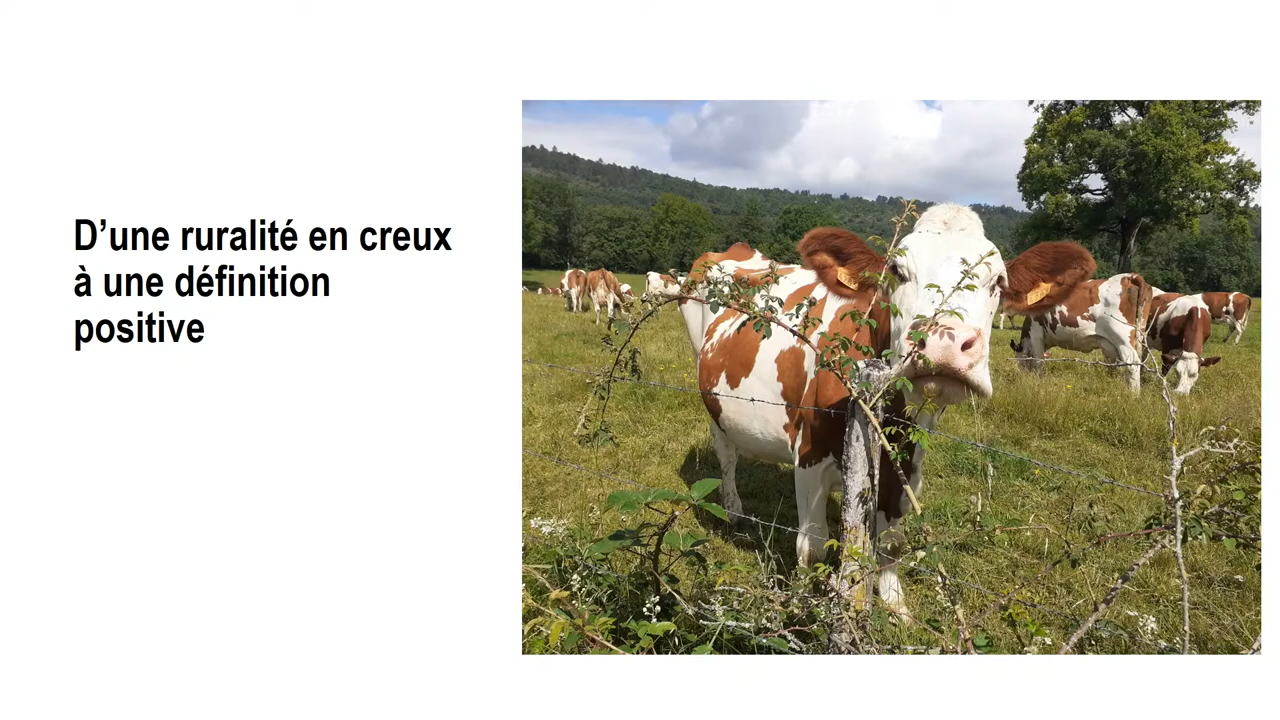 D’une ruralité en creux
à une définition
positive